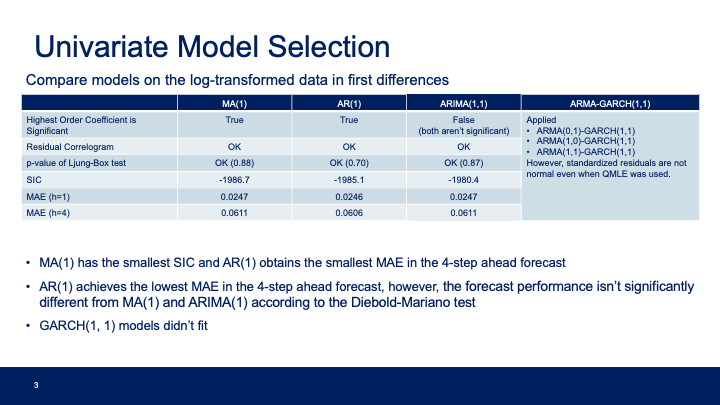 Univariate Model Selection
Compare models on the log-transformed data in first differences
MA(1) AR(1) ARIMA(1,1) ARMA-GARCH(1,1)
Highest Order Coefficient is
Significant
True True False
(both aren't significant)
Applied
• ARMA(0,1)-GARCH(1,1)
• ARMA(1,0)-GARCH(1,1)
• ARMA(1,1)-GARCH(1,1)
However, standardized residuals are not
normal even when QMLE was used.
Residual Correlogram OK OK OK
p-value of Ljung-Box test OK (0.88) OK (0.70) OK (0.87)
SIC -1986.7 -1985.1 -1980.4
MAE (h=1) 0.0247 0.0246 0.0247
MAE (h=4) 0.0611 0.0606 0.0611
• MA(1) has the smallest SIC and AR(1) obtains the smallest MAE in the 4-step ahead forecast
• AR(1) achieves the lowest MAE in the 4-step ahead forecast, however, the forecast performance isn't significantly
different from MA(1) and ARIMA(1) according to the Diebold-Mariano test
• GARCH(1, 1) models didn't fit
3